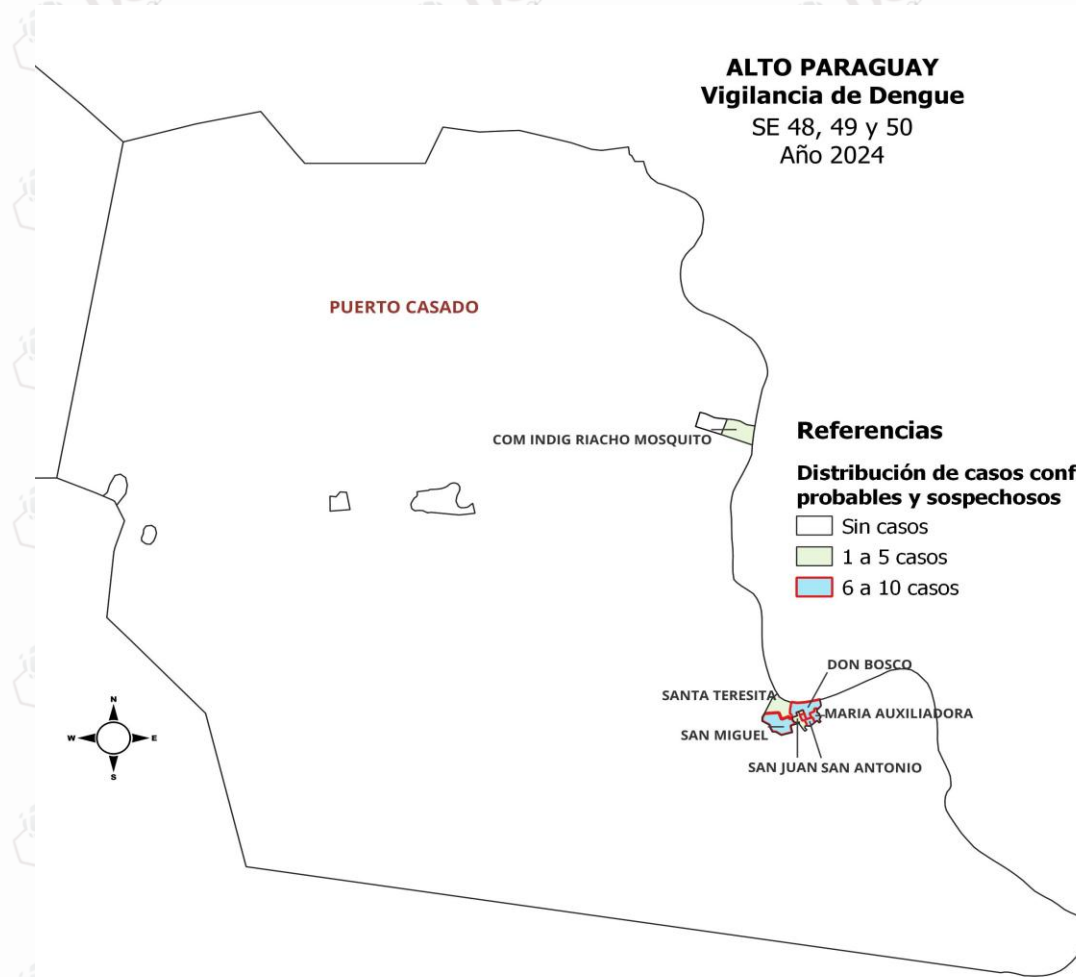 ALTO PARAGUAY
Vigilancia de Dengue
SE 48, 49 y 50
Año 2024
PUERTO CASADO
COM INDIG RIACHO MOSQUITO
Referencias
Distribución de casos conf
probables y sospechosos
Sin casos
1 a 5 casos
6 a 10 casos
DON BOSCO
SANTA TERESITA
MARIA AUXILIADORA
SAN MIGUEL
SAN JUAN SAN ANTONIO
N
W E
S